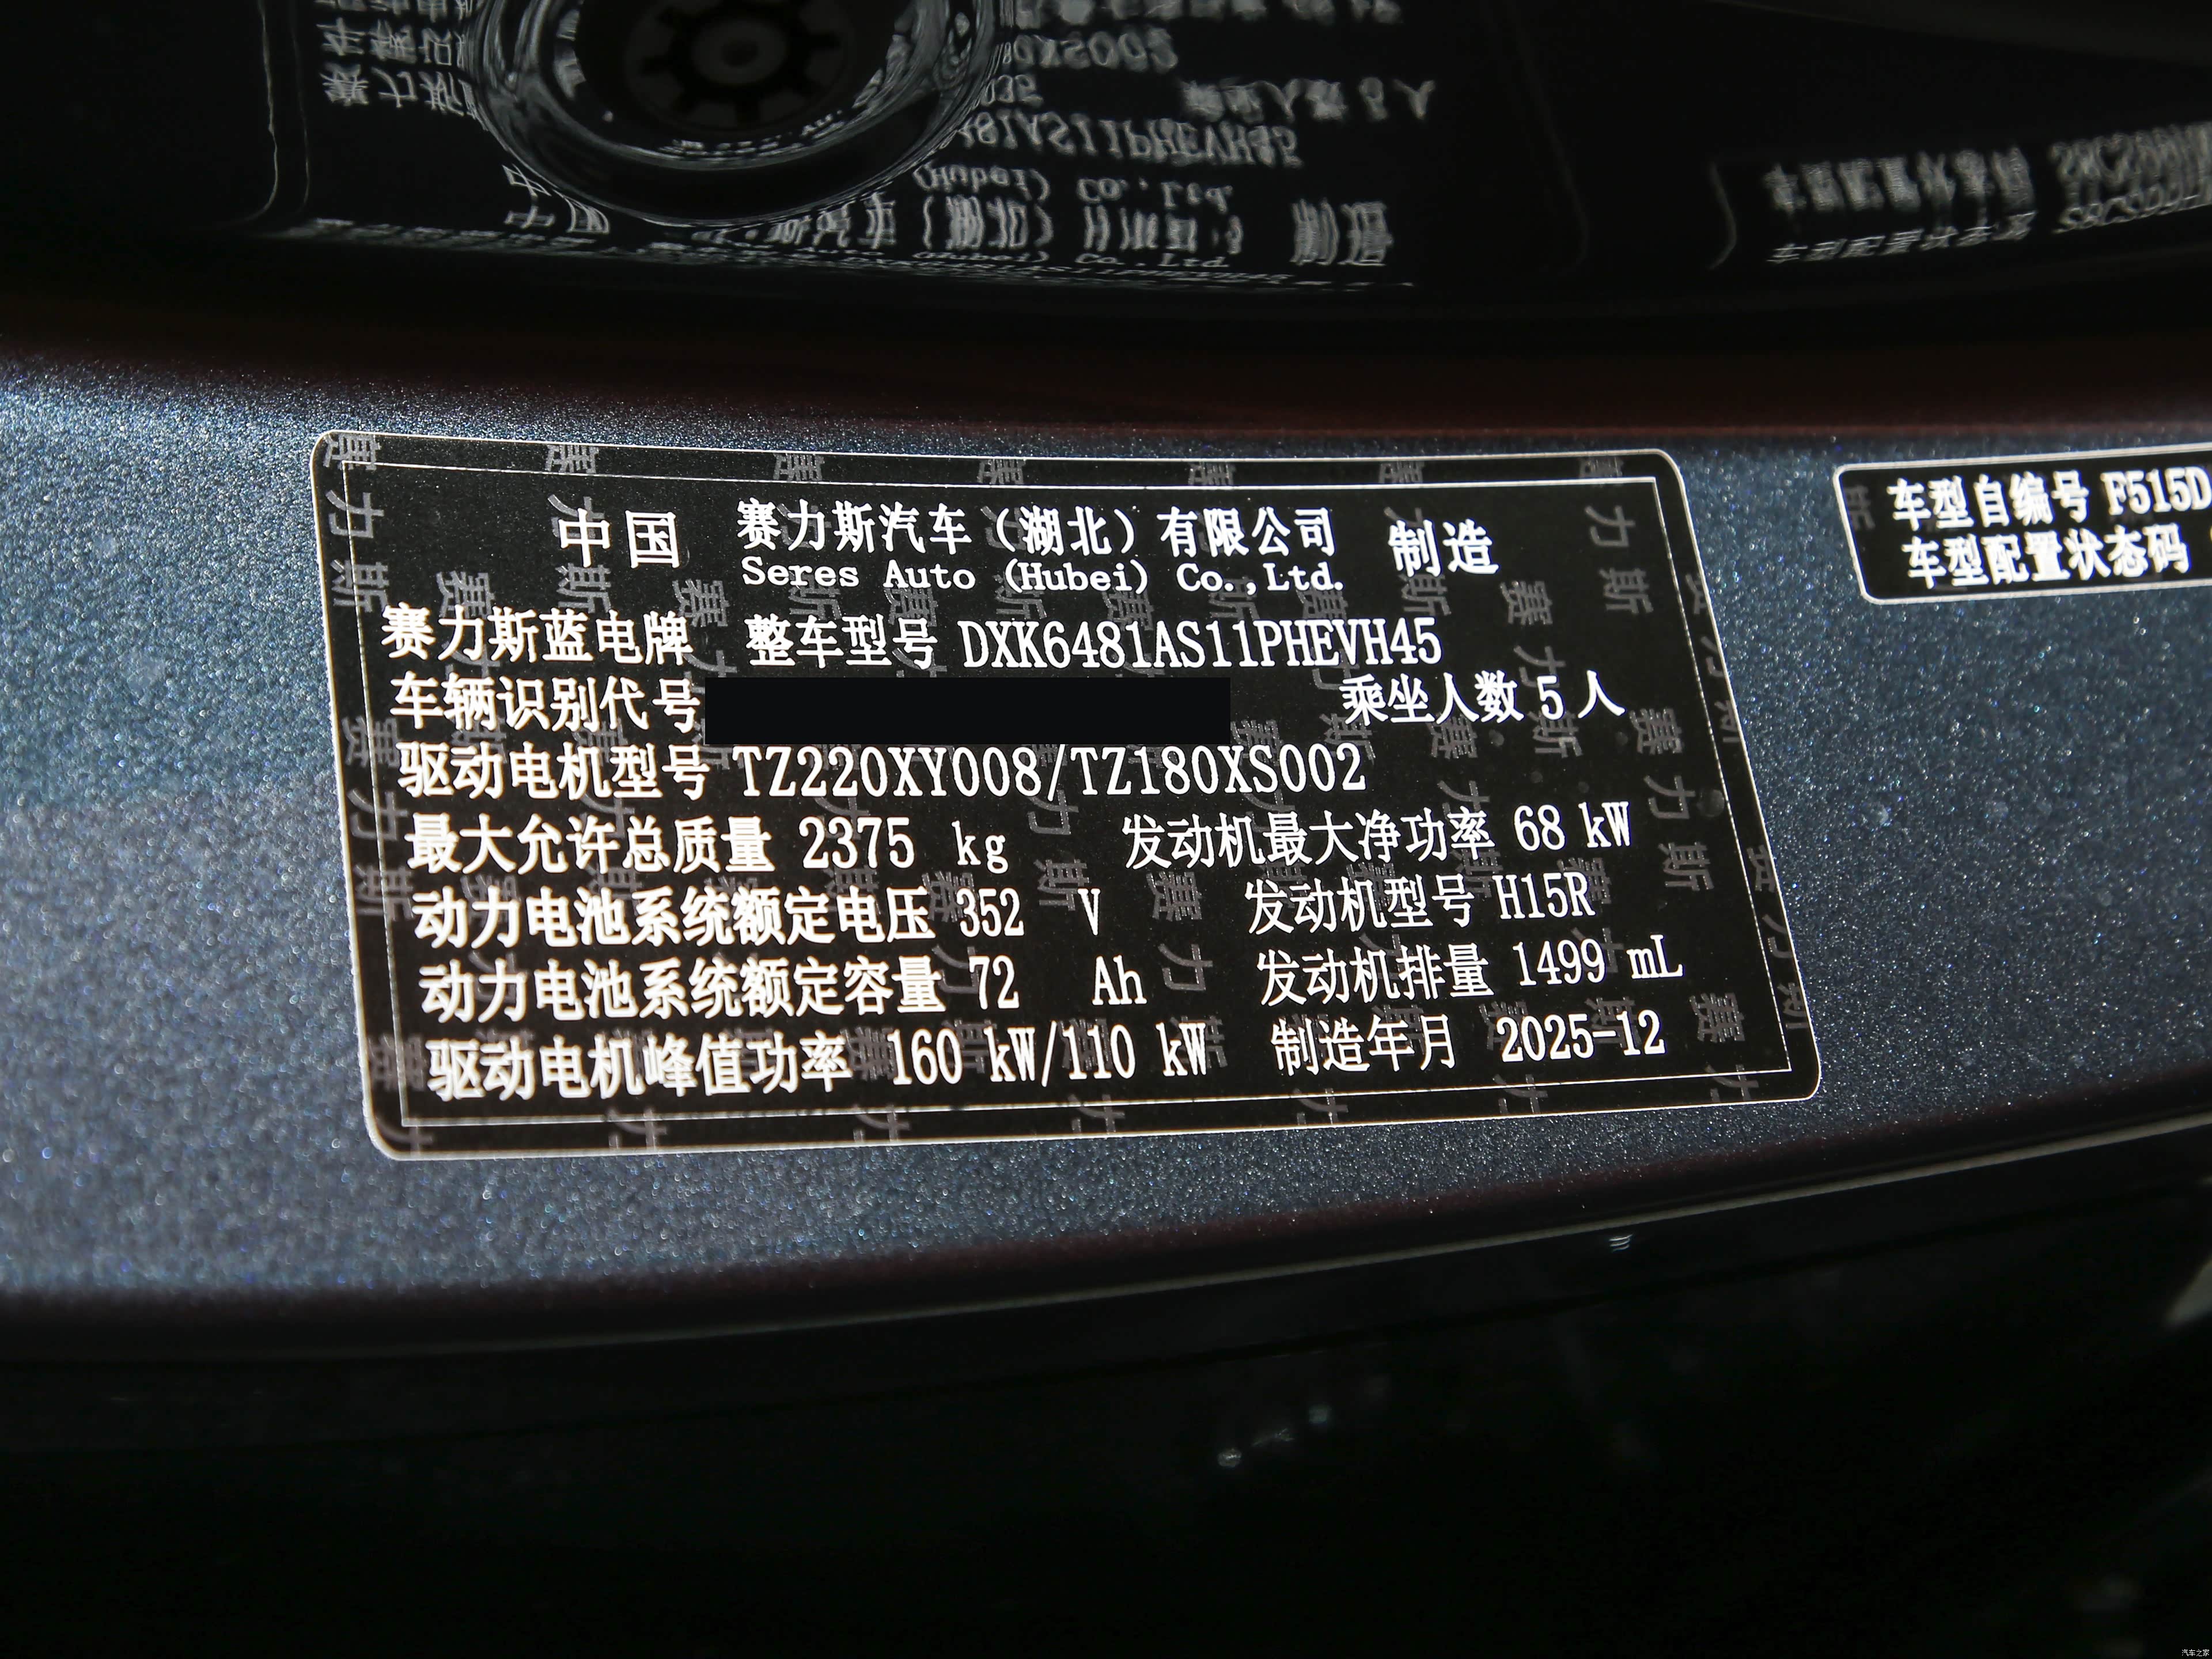 中国 赛力斯汽车（湖北）有限公司 制造
Seres Auto (Hubei) Co.,Ltd.
赛力斯蓝电牌 整车型号 DXK6481AS11PHEVH45
车辆识别代号 乘坐人数 5 人
驱动电机型号 TZ220XY008/TZ180XS002
最大允许总质量 2375 kg 发动机最大净功率 68 kW
动力电池系统额定电压 352 V 发动机型号 H15R
动力电池系统额定容量 72 Ah 发动机排量 1499 mL
驱动电机峰值功率 160 kW/110 kW 制造年月 2025-12
车型自编号 F515D
车型配置状态码
汽车之家